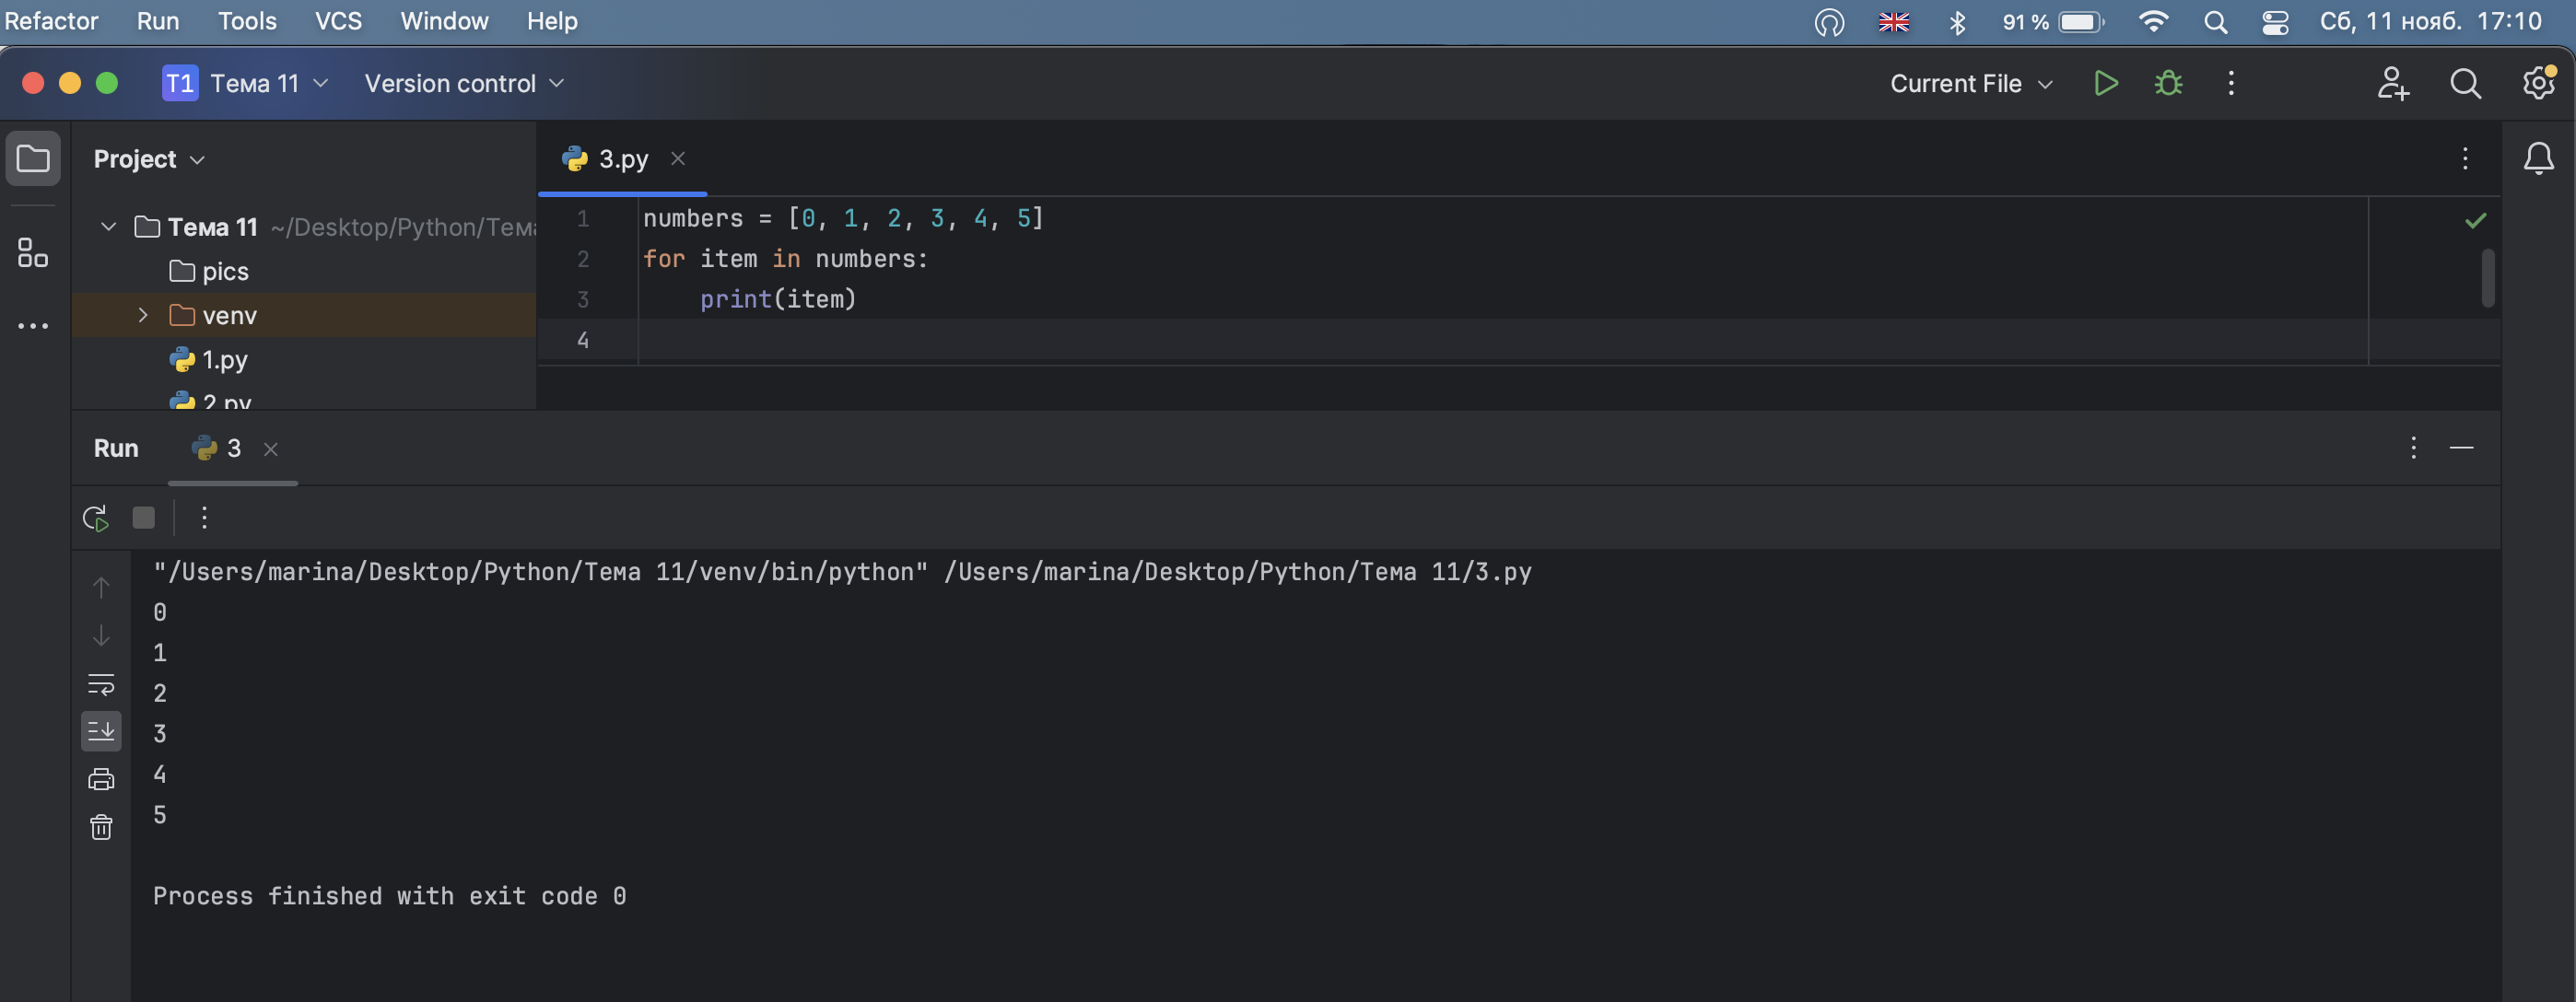 Refactor Run Tools VCS Window Help 91 % Сб, 11 нояб. 17:10
T1 Тема 11 Version control Current File
Project
3.py
Тема 11 ~/Desktop/Python/Тема
pics
venv
1.py
2.py
1 numbers = [0, 1, 2, 3, 4, 5]
2 for item in numbers:
3     print(item)
4
Run 3
"/Users/marina/Desktop/Python/Тема 11/venv/bin/python" /Users/marina/Desktop/Python/Тема 11/3.py
0
1
2
3
4
5
Process finished with exit code 0